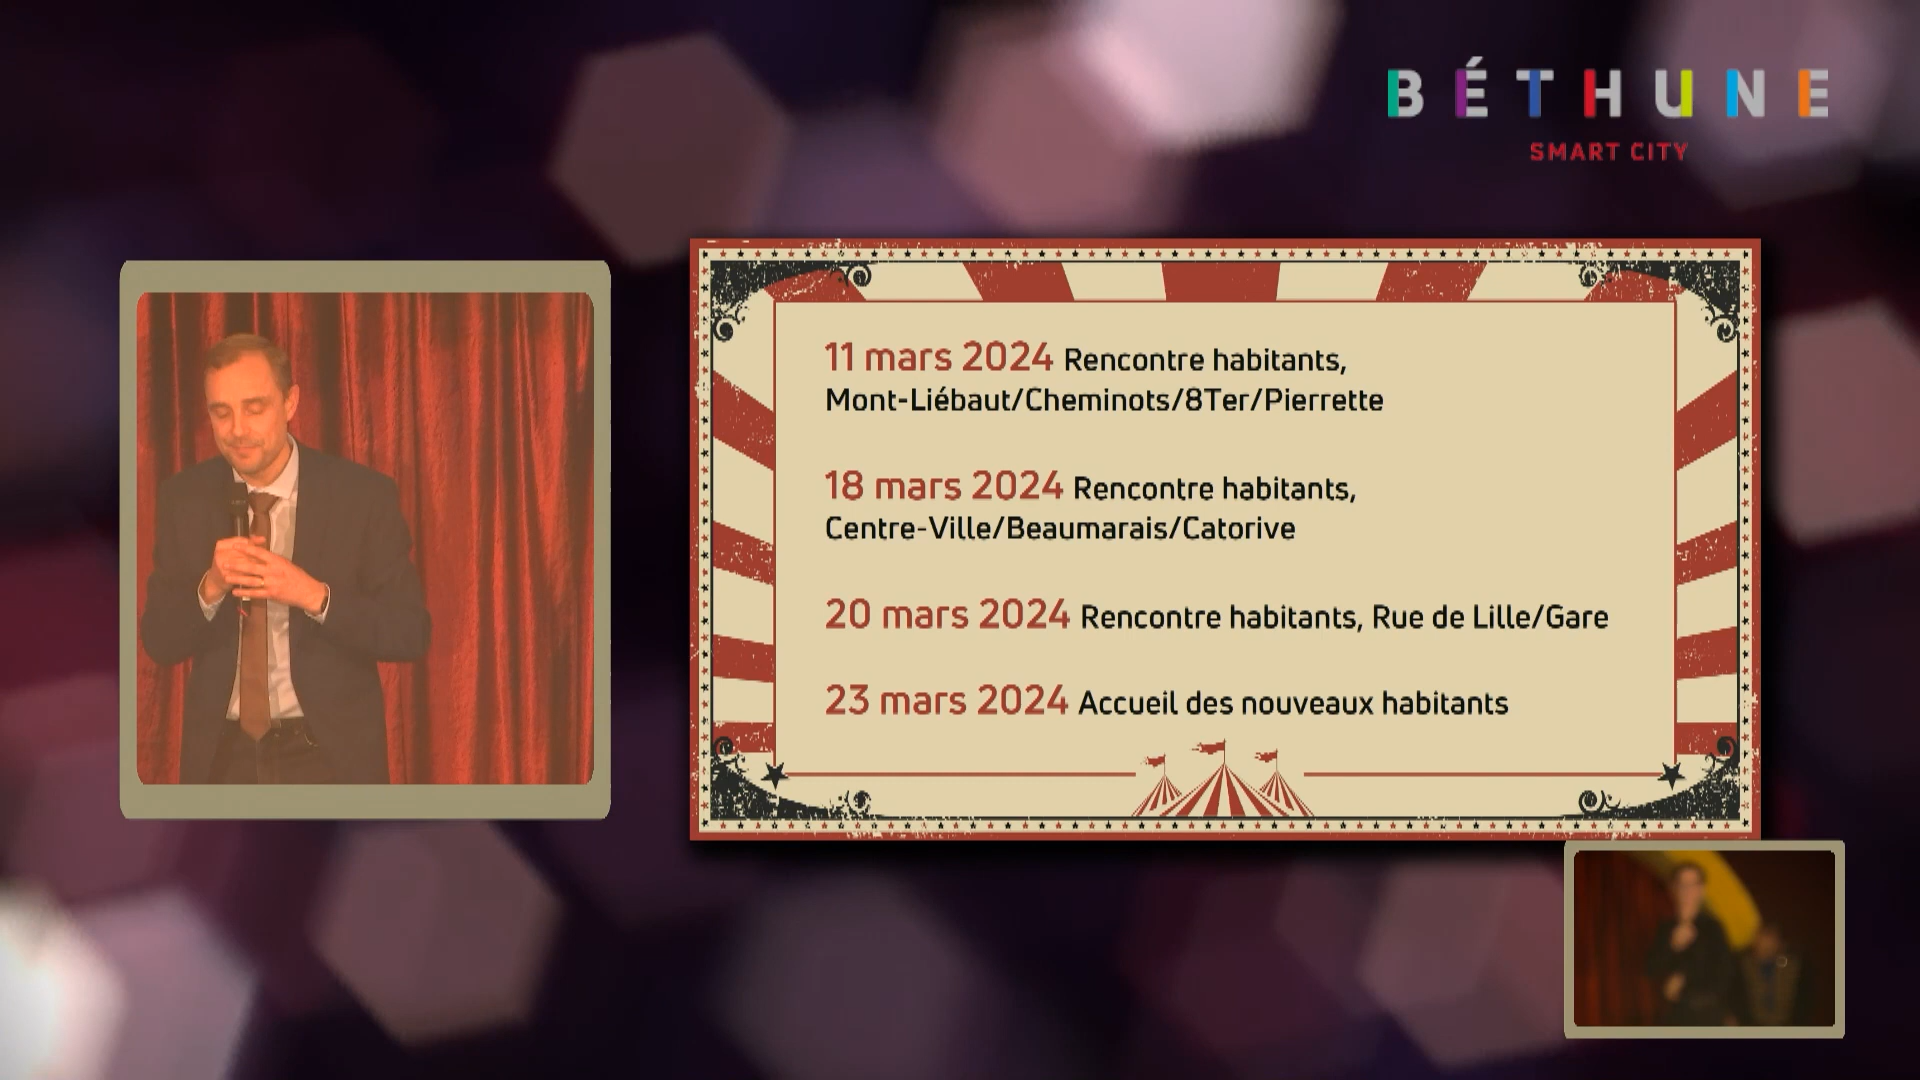 BÉTHUNE
SMART CITY
11 mars 2024 Rencontre habitants,
Mont-Liébaut/Cheminots/8Ter/Pierrette
18 mars 2024 Rencontre habitants,
Centre-Ville/Beaumarais/Catorive
20 mars 2024 Rencontre habitants, Rue de Lille/Gare
23 mars 2024 Accueil des nouveaux habitants